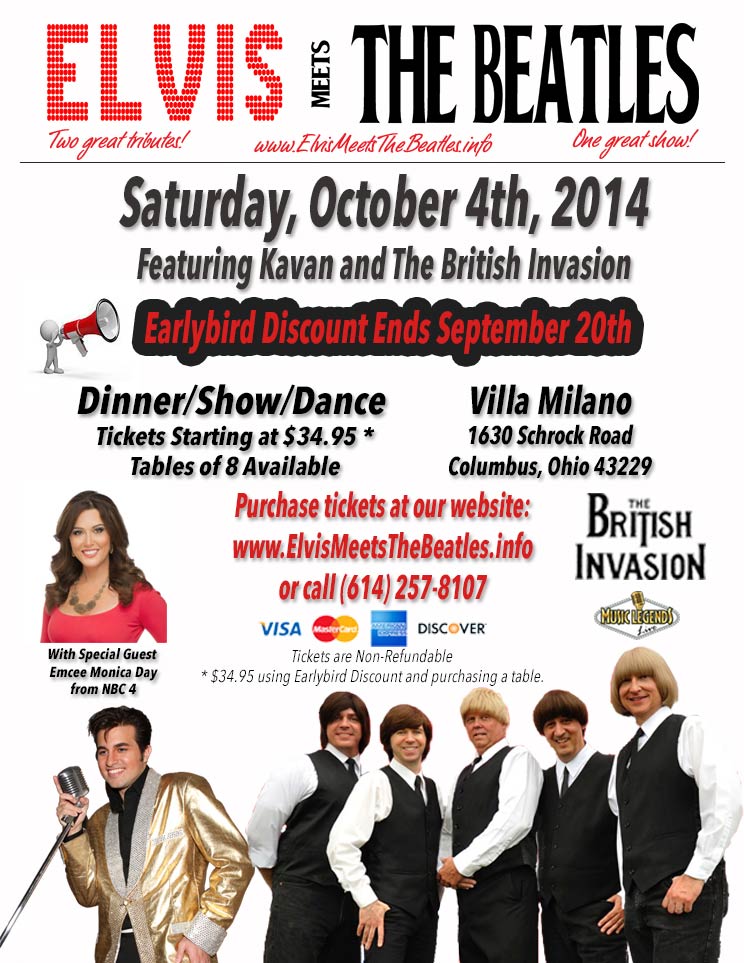 ELVIS MEETS THE BEATLES
Two great tributes! www.ElvisMeetsTheBeatles.info One great show!
Saturday, October 4th, 2014
Featuring Kavan and The British Invasion
Earlybird Discount Ends September 20th
Dinner/Show/Dance
Tickets Starting at $34.95 *
Tables of 8 Available
Villa Milano
1630 Schrock Road
Columbus, Ohio 43229
Purchase tickets at our website:
www.ElvisMeetsTheBeatles.info
or call (614) 257-8107
THE
BRITISH
INVASION
MUSIC LEGENDS
Live
VISA MasterCard AMERICAN EXPRESS DISCOVER
Tickets are Non-Refundable
* $34.95 using Earlybird Discount and purchasing a table.
With Special Guest
Emcee Monica Day
from NBC 4